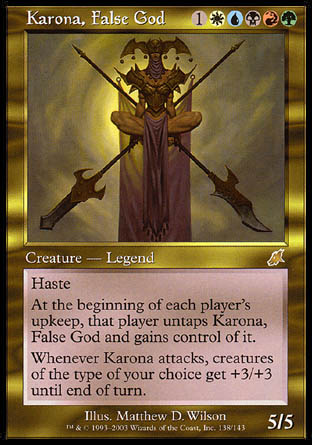 Karona, False God 1
Creature — Legend
Haste
At the beginning of each player's
upkeep, that player untaps Karona,
False God and gains control of it.
Whenever Karona attacks, creatures
of the type of your choice get +3/+3
until end of turn.
Illus. Matthew D. Wilson
™ & © 1993–2003 Wizards of the Coast, Inc. 138/143
5/5